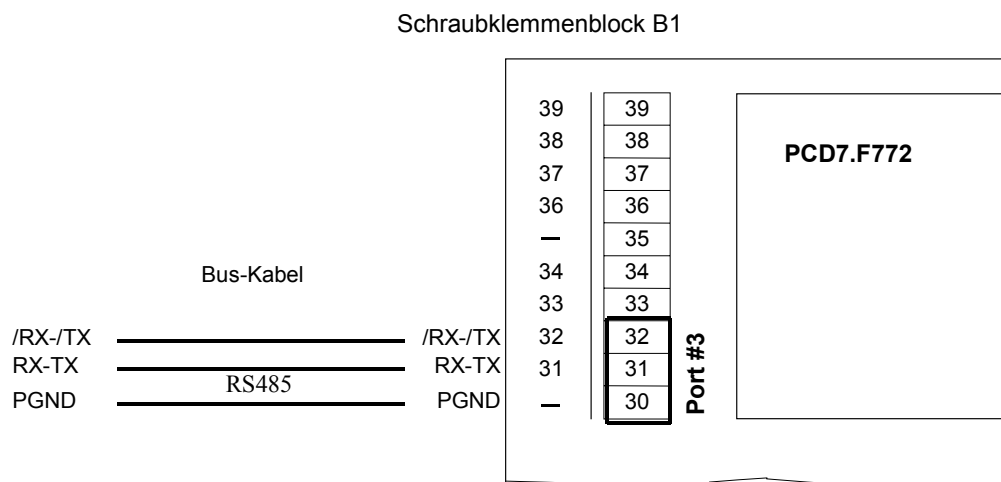 Schraubklemmenblock B1
39 39
38 38
37 37
36 36
— 35
34 34
33 33
PCD7.F772
Bus-Kabel
/RX-/TX /RX-/TX 32 32
RX-TX RX-TX 31 31
RS485
PGND PGND — 30
Port #3